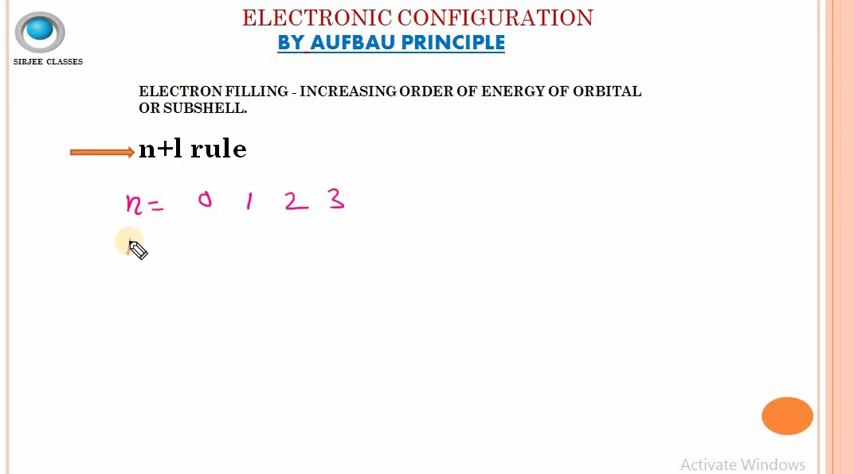 ELECTRONIC CONFIGURATION
BY AUFBAU PRINCIPLE
SIRJEE CLASSES
ELECTRON FILLING - INCREASING ORDER OF ENERGY OF ORBITAL
OR SUBSHELL.
n+l rule
n= 0 1 2 3
Activate Windows